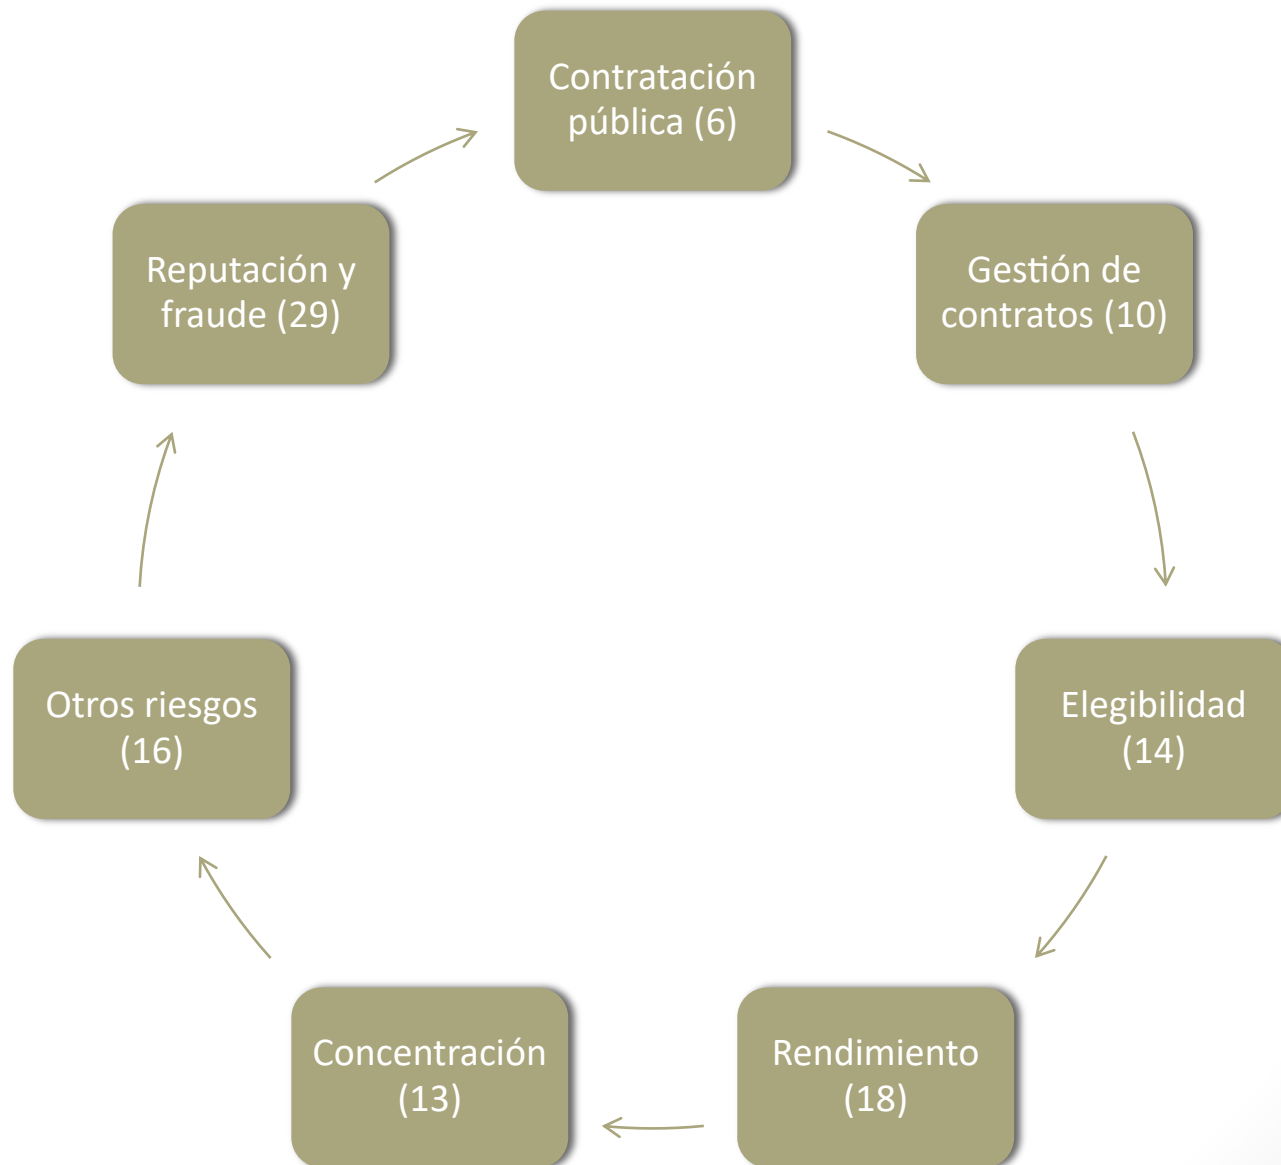 Contratación
pública (6)
Gestión de
contratos (10)
Elegibilidad
(14)
Rendimiento
(18)
Concentración
(13)
Otros riesgos
(16)
Reputación y
fraude (29)